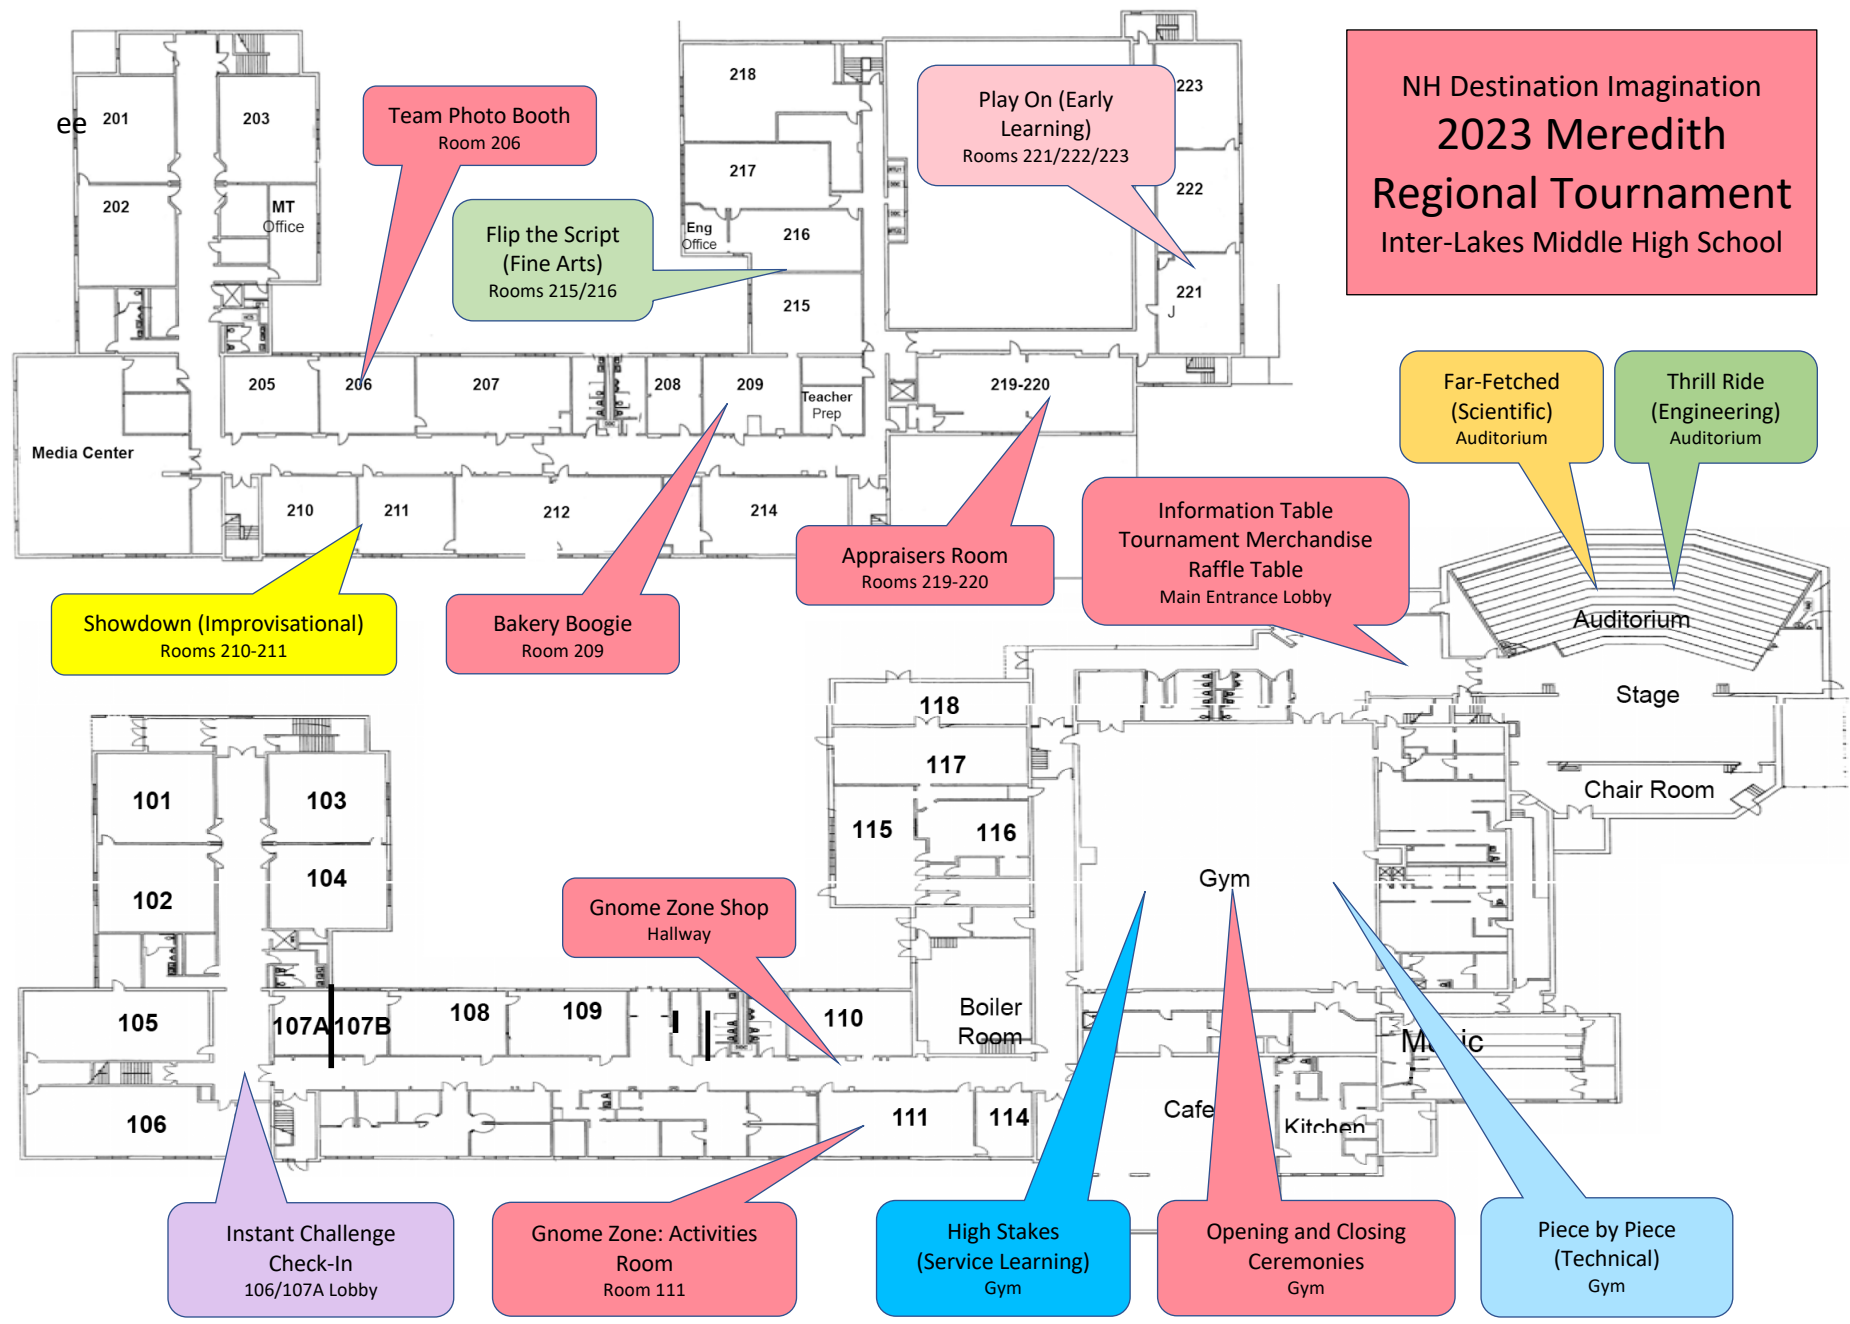 NH Destination Imagination
2023 Meredith
Regional Tournament
Inter-Lakes Middle High School
218
223
Play On (Early
Learning)
Rooms 221/222/223
ee
201
203
Team Photo Booth
Room 206
217
222
202
MT
Office
Eng
Office
216
Flip the Script
(Fine Arts)
Rooms 215/216
215
221
J
205
206
207
208
209
Teacher
Prep
219-220
Far-Fetched
(Scientific)
Auditorium
Thrill Ride
(Engineering)
Auditorium
Media Center
210
211
212
214
Appraisers Room
Rooms 219-220
Information Table
Tournament Merchandise
Raffle Table
Main Entrance Lobby
Showdown (Improvisational)
Rooms 210-211
Bakery Boogie
Room 209
Auditorium
Stage
Chair Room
118
117
115
116
101
103
102
104
Gym
Gnome Zone Shop
Hallway
105
107A
107B
108
109
110
Boiler
Room
106
111
114
Cafe
Kitchen
Instant Challenge
Check-In
106/107A Lobby
Gnome Zone: Activities
Room
Room 111
High Stakes
(Service Learning)
Gym
Opening and Closing
Ceremonies
Gym
Piece by Piece
(Technical)
Gym